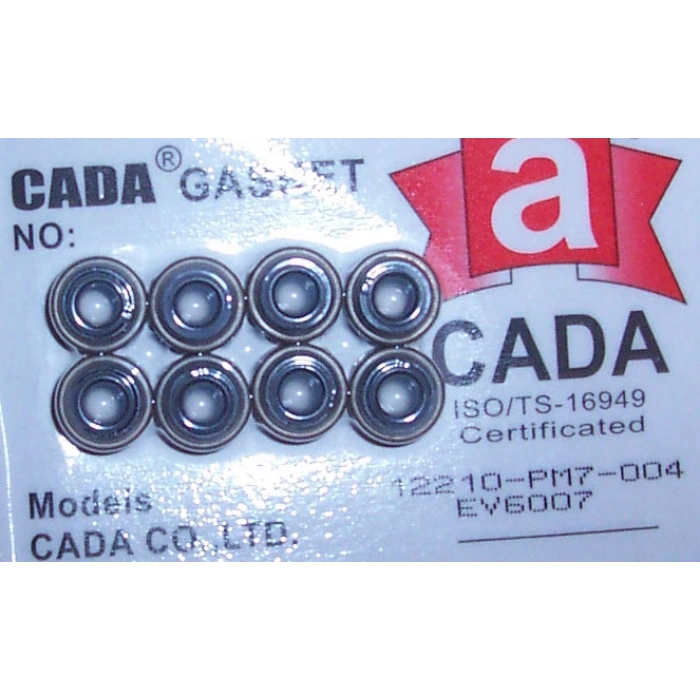 CADA® GASKET
NO:
a
CADA
ISO/TS-16949
Certificated
12210-PM7-004
EV6007
Models
CADA CO.,LTD.